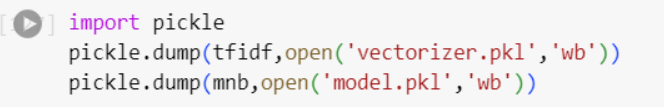 import pickle
pickle.dump(tfidf,open('vectorizer.pkl','wb'))
pickle.dump(mnb,open('model.pkl','wb'))